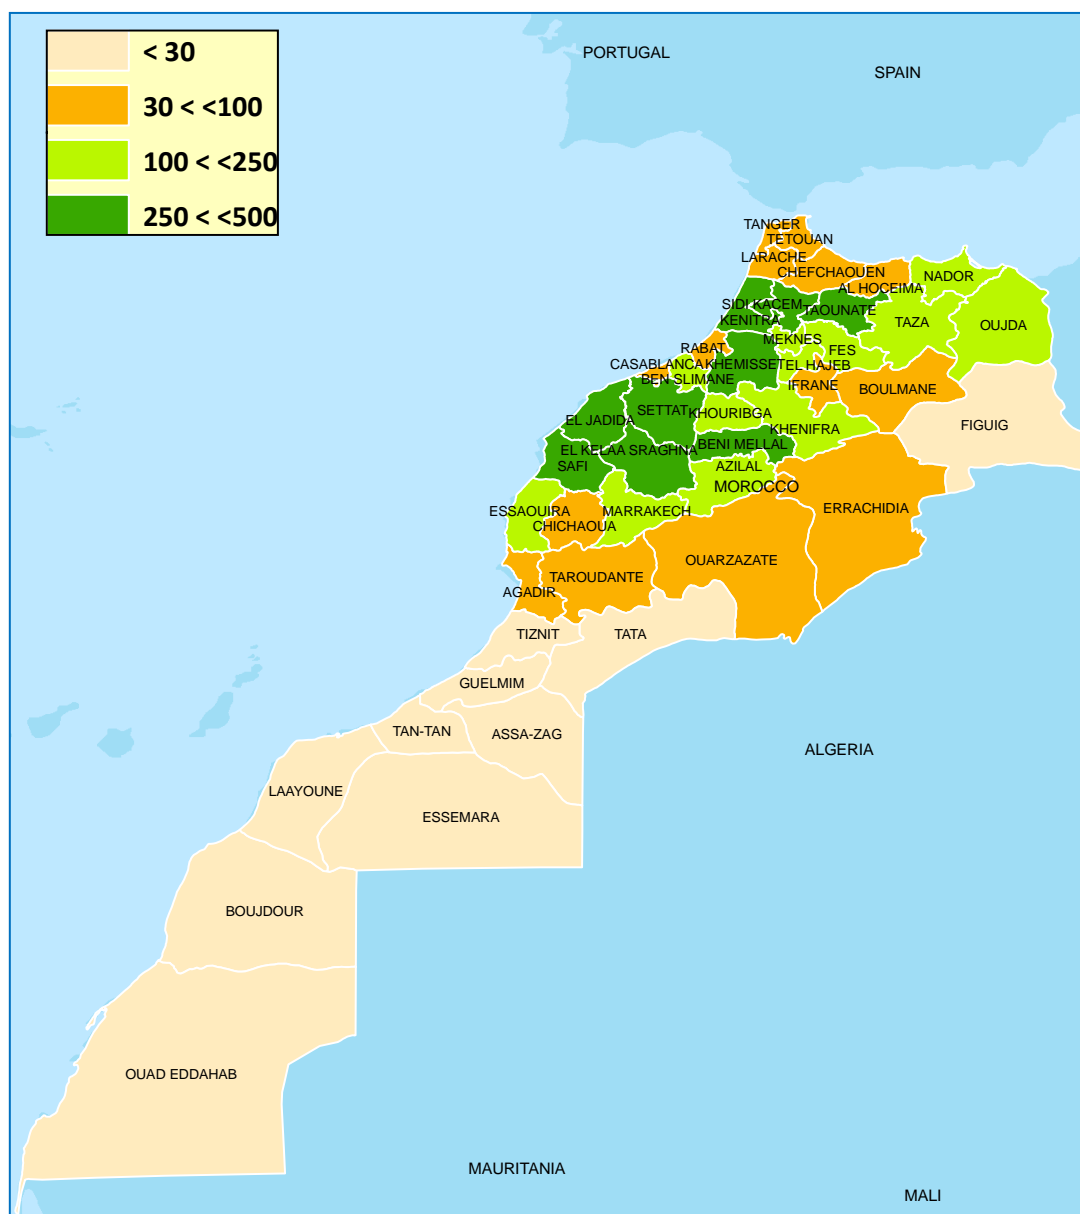 < 30
30 < <100
100 < <250
250 < <500
PORTUGAL
SPAIN
TANGER
TETOUAN
LARACHE
CHEFCHAOUEN
AL HOCEIMA
NADOR
SIDI KACEM
TAOUNATE
KENITRA
TAZA
OUJDA
MEKNES
RABAT
FES
CASABLANCA
KHEMISSET
EL HAJEB
BEN SLIMANE
IFRANE
BOULMANE
SETTAT
KHOURIBGA
EL JADIDA
KHENIFRA
FIGUIG
BENI MELLAL
EL KELAA SRAGHNA
SAFI
AZILAL
MOROCCO
ESSAOUIRA
MARRAKECH
ERRACHIDIA
CHICHAOUA
OUARZAZATE
TAROUDANTE
AGADIR
TIZNIT
TATA
GUELMIM
TAN-TAN
ASSA-ZAG
ALGERIA
LAAYOUNE
ESSEMARA
BOUJDOUR
OUAD EDDAHAB
MAURITANIA
MALI